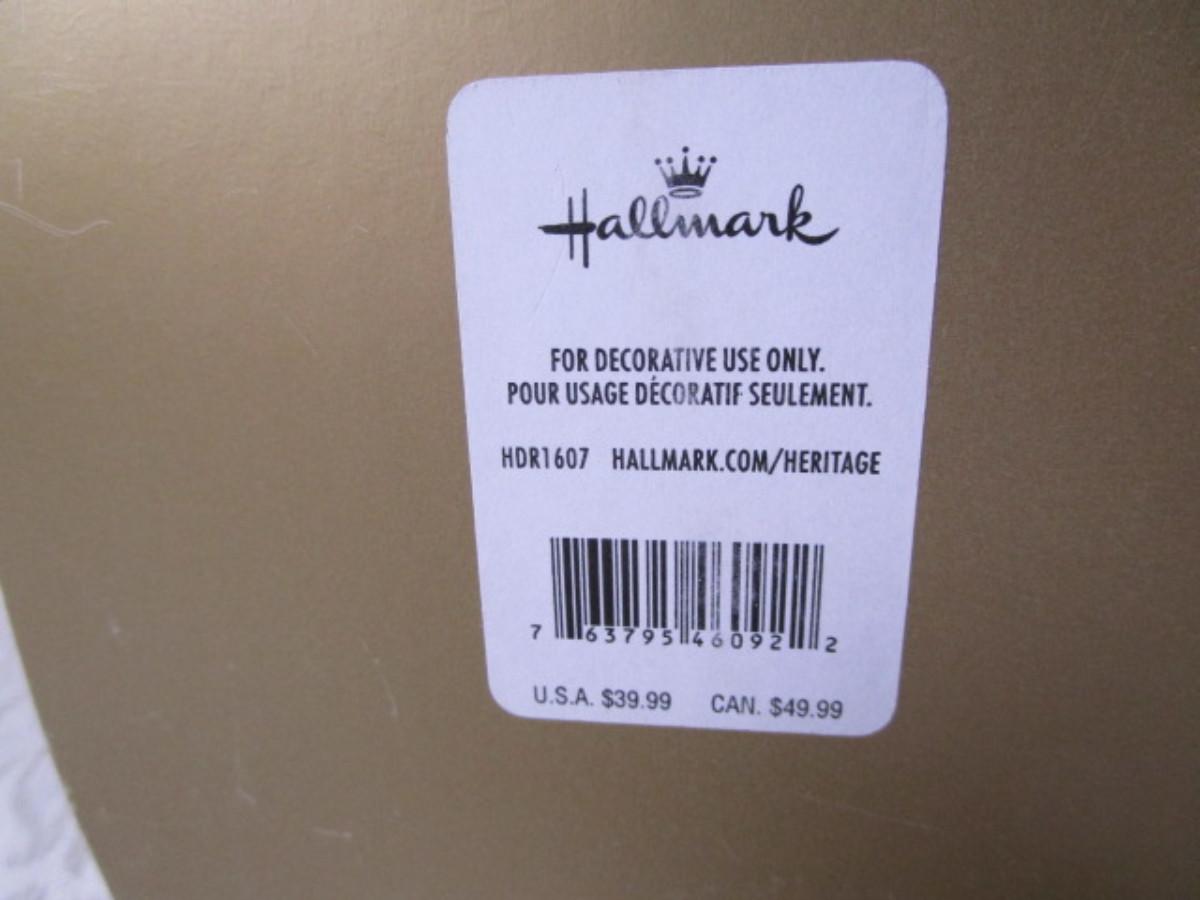 Hallmark
FOR DECORATIVE USE ONLY.
POUR USAGE DÉCORATIF SEULEMENT.
HDR1607 HALLMARK.COM/HERITAGE
7 63795 46092 2
U.S.A. $39.99 CAN. $49.99